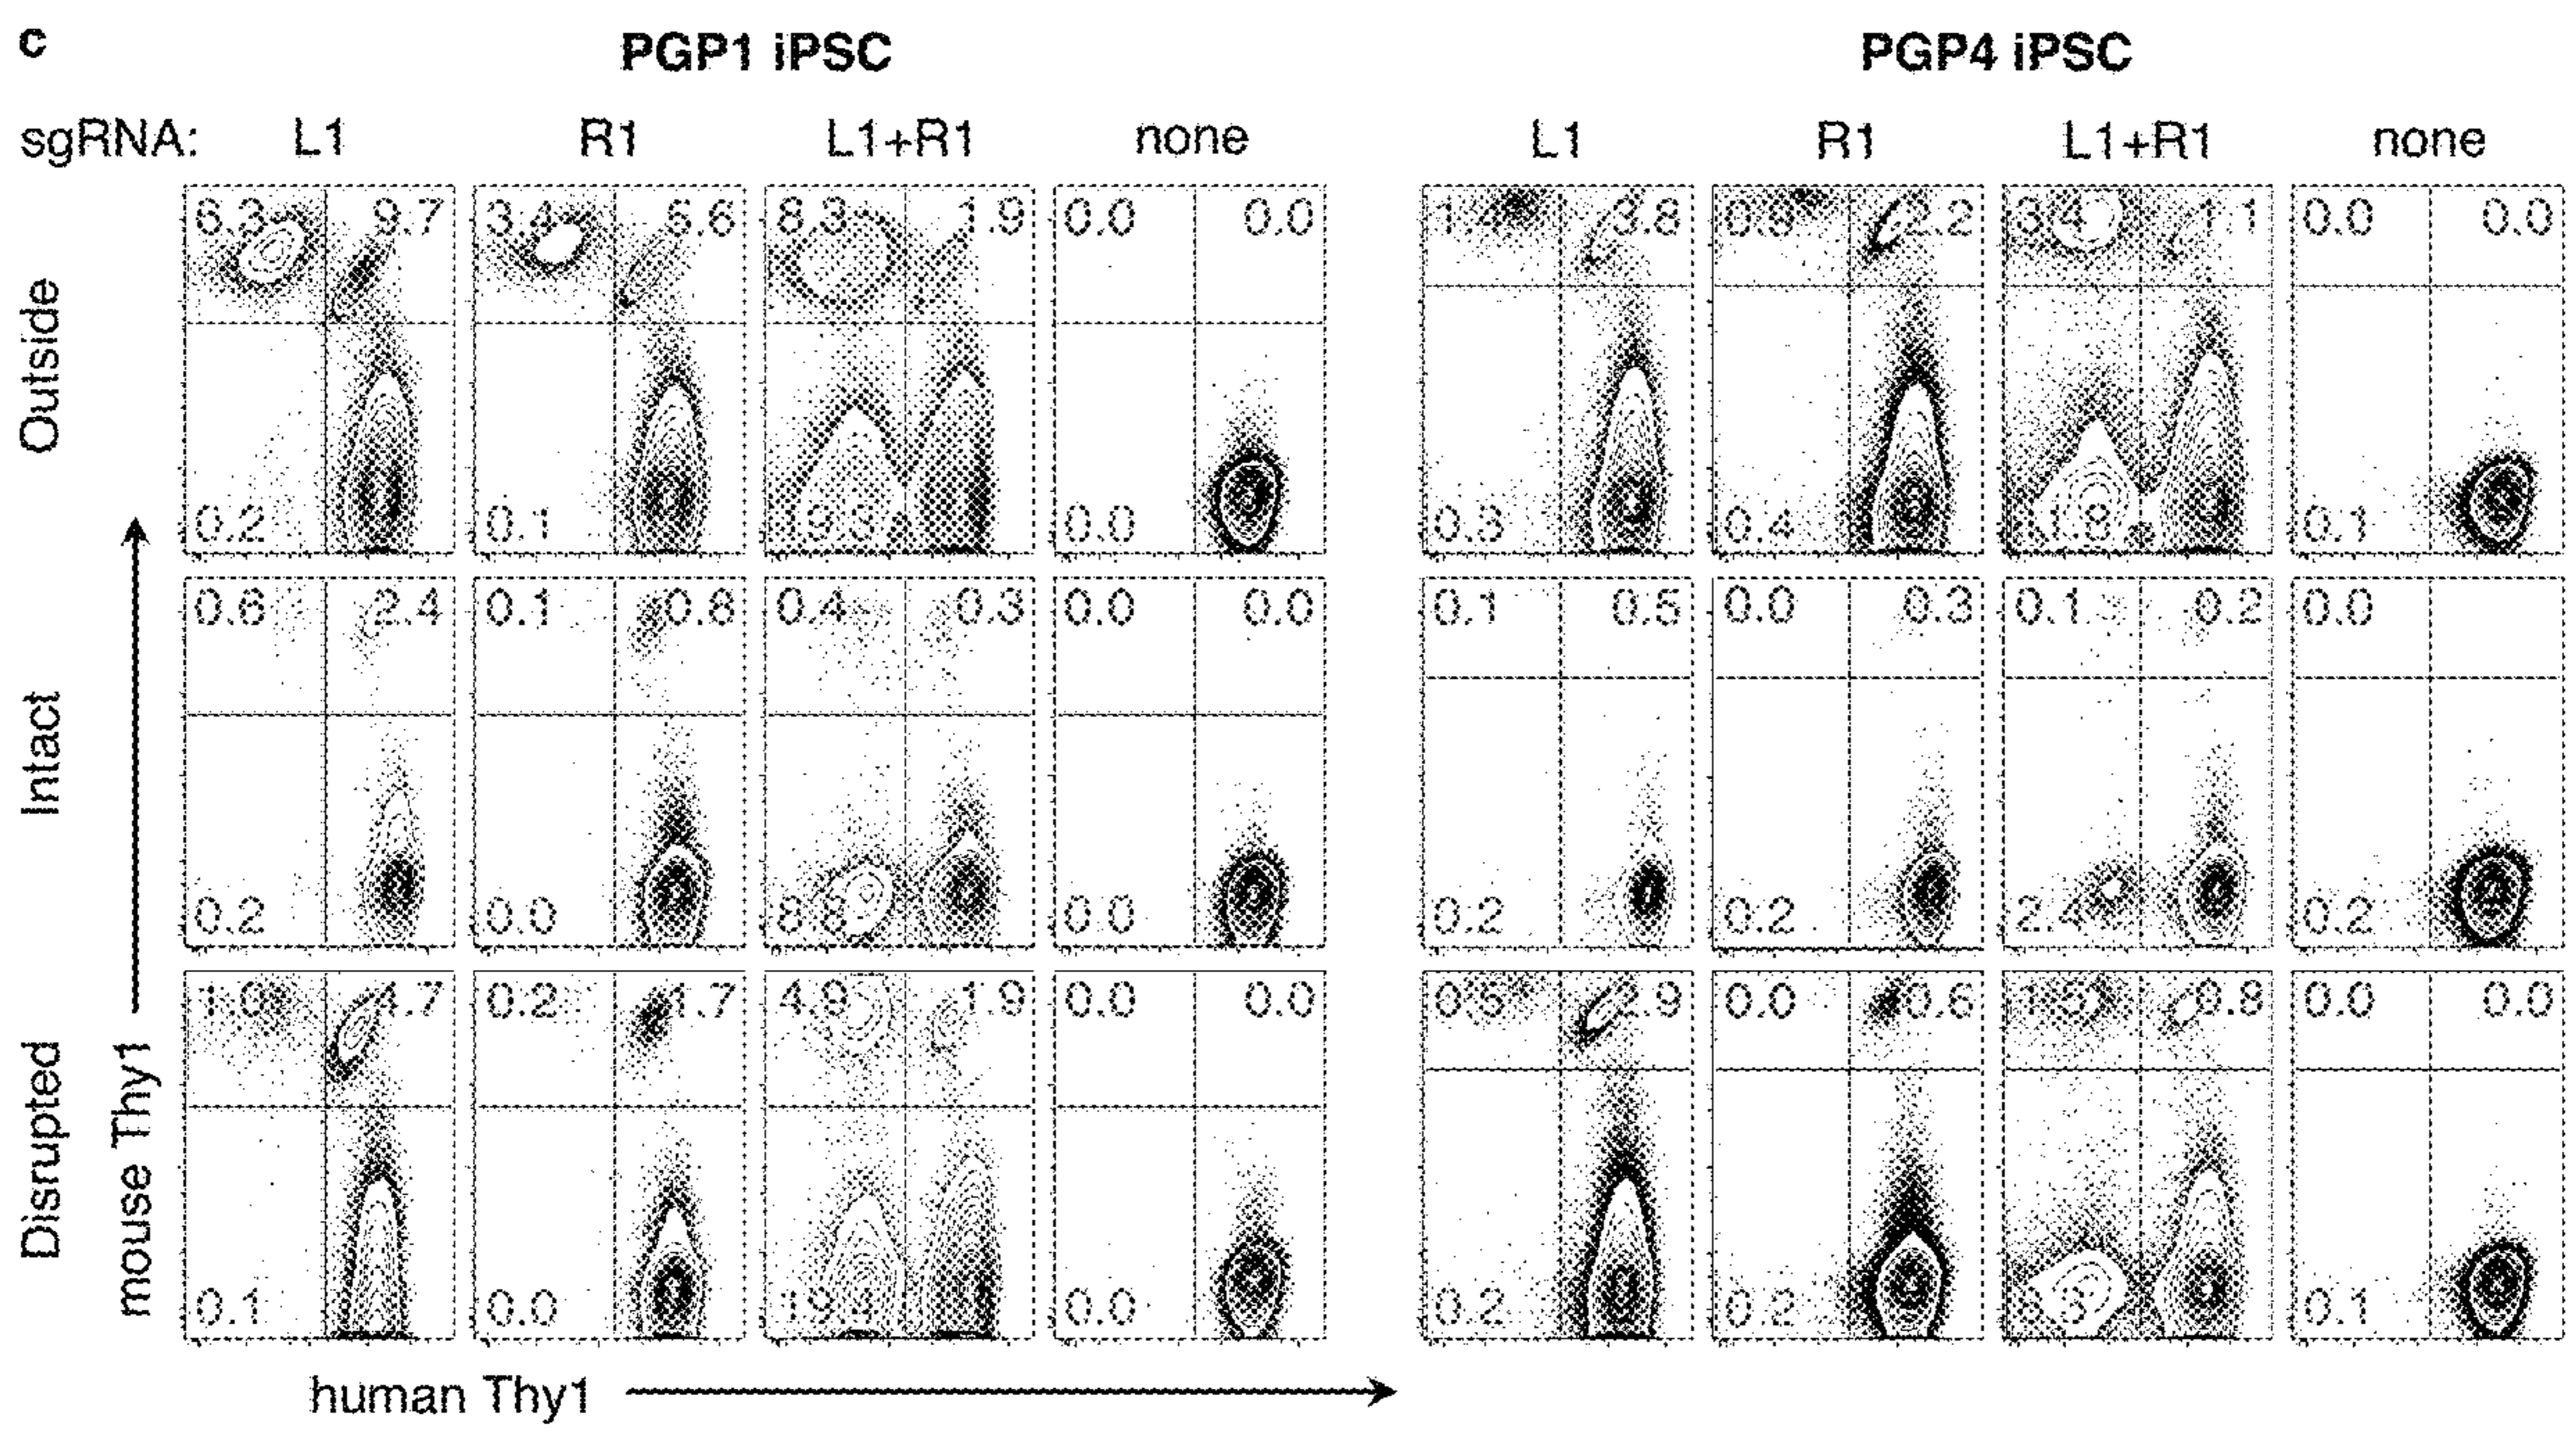 c
PGP1 iPSC PGP4 iPSC
sgRNA: L1 R1 L1+R1 none L1 R1 L1+R1 none
Outside
6.3 9.7 3.4 6.6 8.3 1.9 0.0 0.0 3.8 0.9 2.2 3.4 1.1 0.0 0.0
0.2 0.1 0.0 0.3 0.4 0.1
Intact
0.6 2.4 0.1 0.8 0.4 0.3 0.0 0.0 0.1 0.5 0.0 0.3 0.1 0.2 0.0
0.2 0.0 8.8 0.0 0.2 0.2 2.4 0.2
Disrupted
1.0 4.7 0.2 1.7 4.9 1.9 0.0 0.0 2.9 0.0 0.6 0.8 0.0 0.0
0.1 0.0 0.0 0.2 0.2 0.1
mouse Thy1
human Thy1